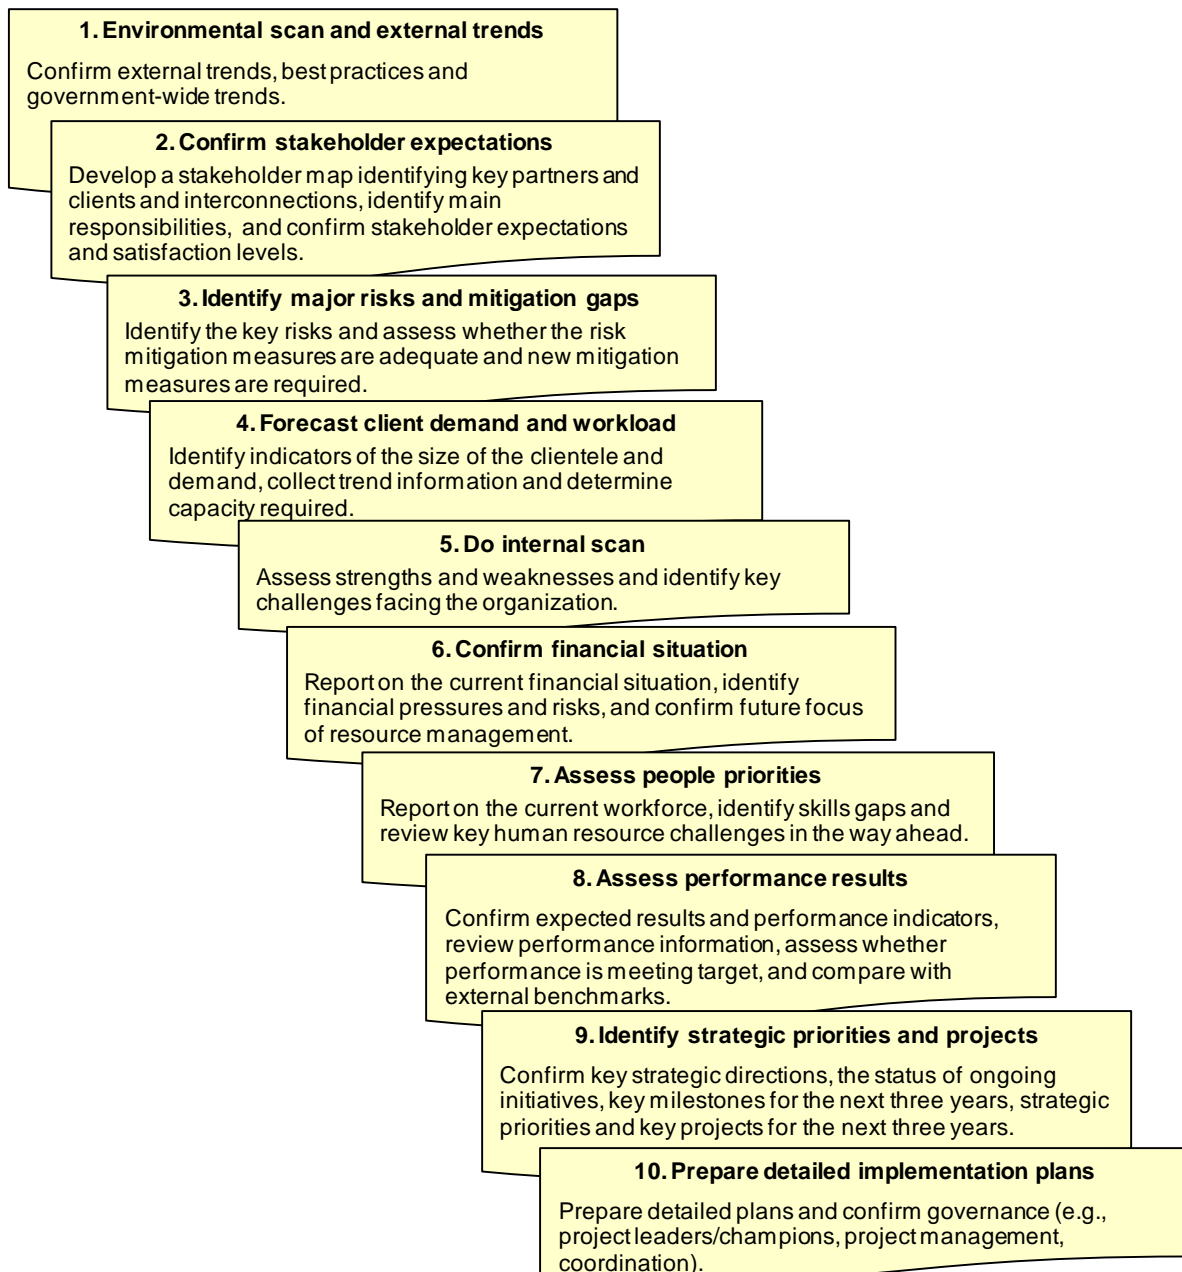 1. Environmental scan and external trends
Confirm external trends, best practices and
government-wide trends.
2. Confirm stakeholder expectations
Develop a stakeholder map identifying key partners and
clients and interconnections, identify main
responsibilities, and confirm stakeholder expectations
and satisfaction levels.
3. Identify major risks and mitigation gaps
Identify the key risks and assess whether the risk
mitigation measures are adequate and new mitigation
measures are required.
4. Forecast client demand and workload
Identify indicators of the size of the clientele and
demand, collect trend information and determine
capacity required.
5. Do internal scan
Assess strengths and weaknesses and identify key
challenges facing the organization.
6. Confirm financial situation
Report on the current financial situation, identify
financial pressures and risks, and confirm future focus
of resource management.
7. Assess people priorities
Report on the current workforce, identify skills gaps and
review key human resource challenges in the way ahead.
8. Assess performance results
Confirm expected results and performance indicators,
review performance information, assess whether
performance is meeting target, and compare with
external benchmarks.
9. Identify strategic priorities and projects
Confirm key strategic directions, the status of ongoing
initiatives, key milestones for the next three years, strategic
priorities and key projects for the next three years.
10. Prepare detailed implementation plans
Prepare detailed plans and confirm governance (e.g.,
project leaders/champions, project management,
coordination).